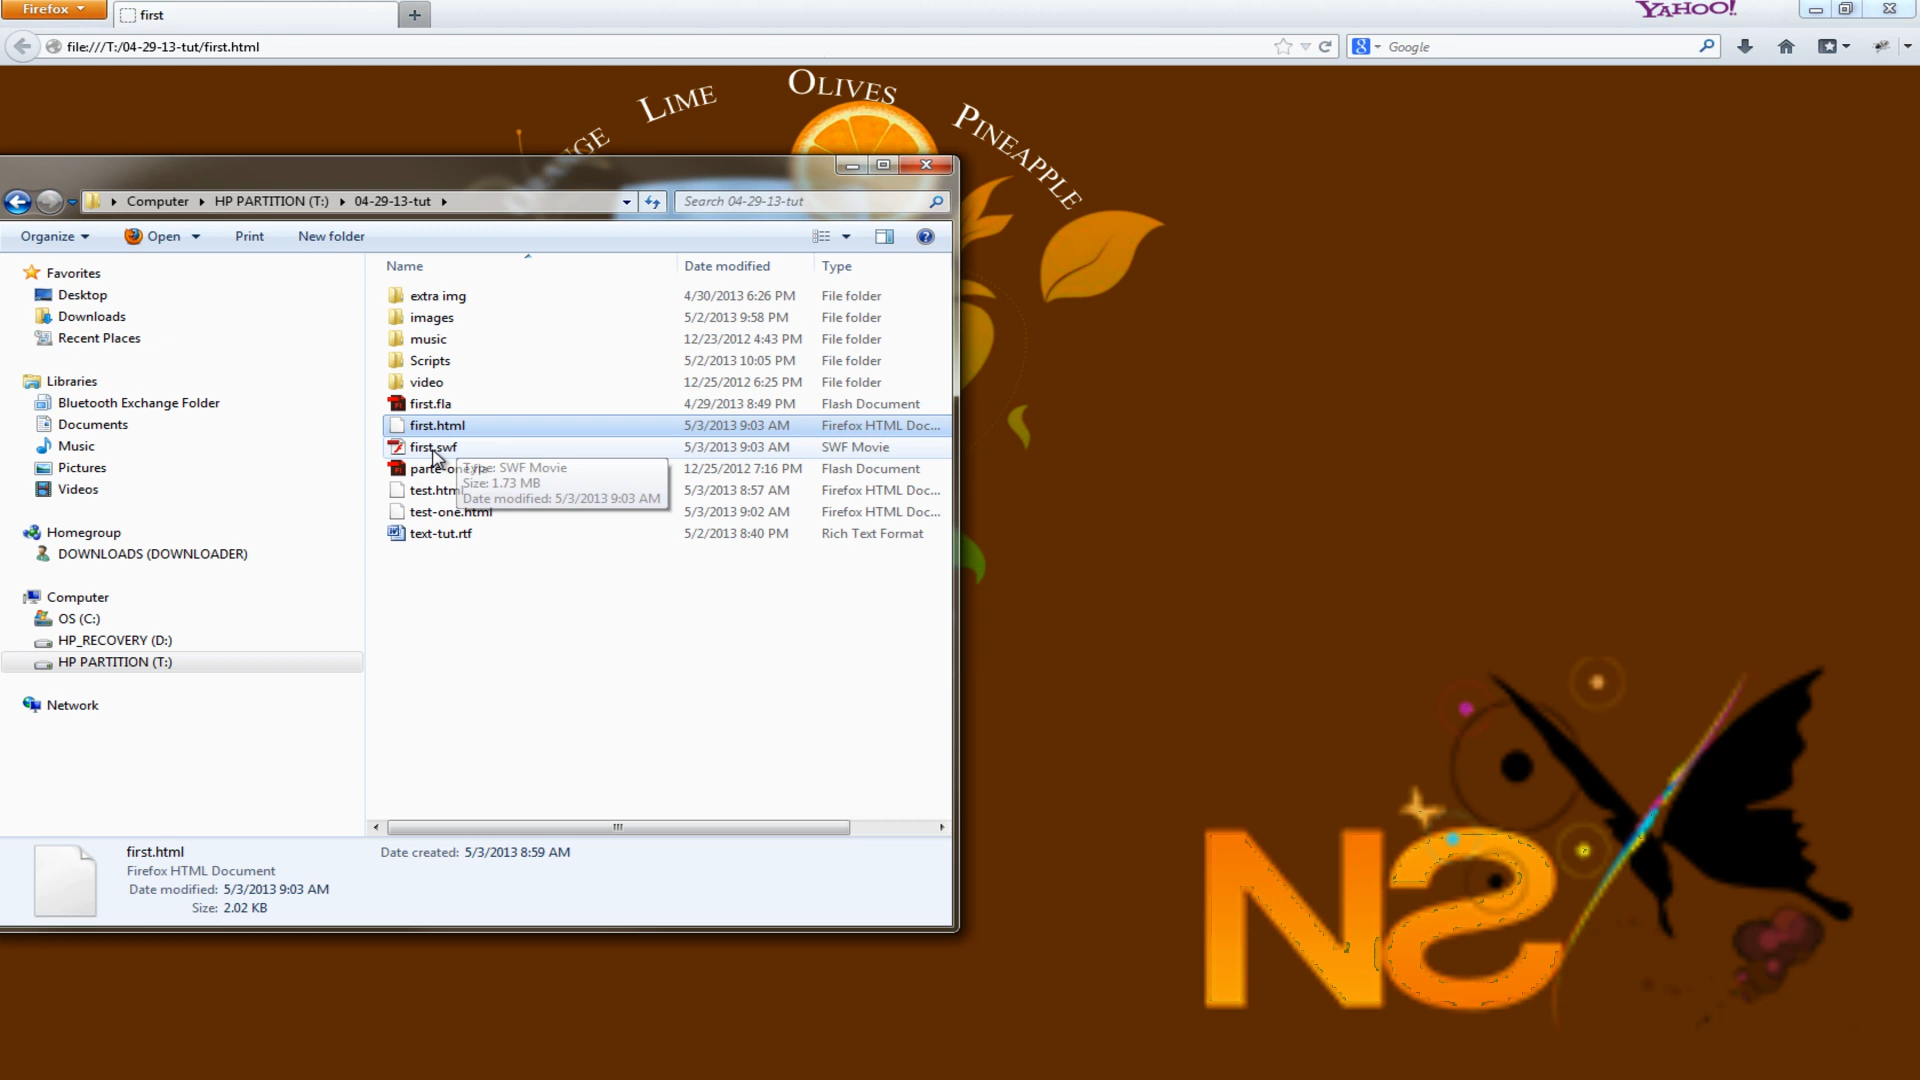 Firefox
first
YAHOO!
file:///T:/04-29-13-tut/first.html
Google
LIME
OLIVES
PINEAPPLE
Computer HP PARTITION (T:) 04-29-13-tut
Search 04-29-13-tut
Organize Open Print New folder
Name Date modified Type
Favorites
Desktop
Downloads
Recent Places
Libraries
Bluetooth Exchange Folder
Documents
Music
Pictures
Videos
Homegroup
DOWNLOADS (DOWNLOADER)
Computer
OS (C:)
HP_RECOVERY (D:)
HP PARTITION (T:)
Network
extra img 4/30/2013 6:26 PM File folder
images 5/2/2013 9:58 PM File folder
music 12/23/2012 4:43 PM File folder
Scripts 5/2/2013 10:05 PM File folder
video 12/25/2012 6:25 PM File folder
first.fla 4/29/2013 8:49 PM Flash Document
first.html 5/3/2013 9:03 AM Firefox HTML Doc...
first.swf 5/3/2013 9:03 AM SWF Movie
12/25/2012 7:16 PM Flash Document
5/3/2013 8:57 AM Firefox HTML Doc...
test-one.html 5/3/2013 9:02 AM Firefox HTML Doc...
text-tut.rtf 5/2/2013 8:40 PM Rich Text Format
Type: SWF Movie
Size: 1.73 MB
Date modified: 5/3/2013 9:03 AM
first.html
Firefox HTML Document
Date modified: 5/3/2013 9:03 AM
Size: 2.02 KB
Date created: 5/3/2013 8:59 AM